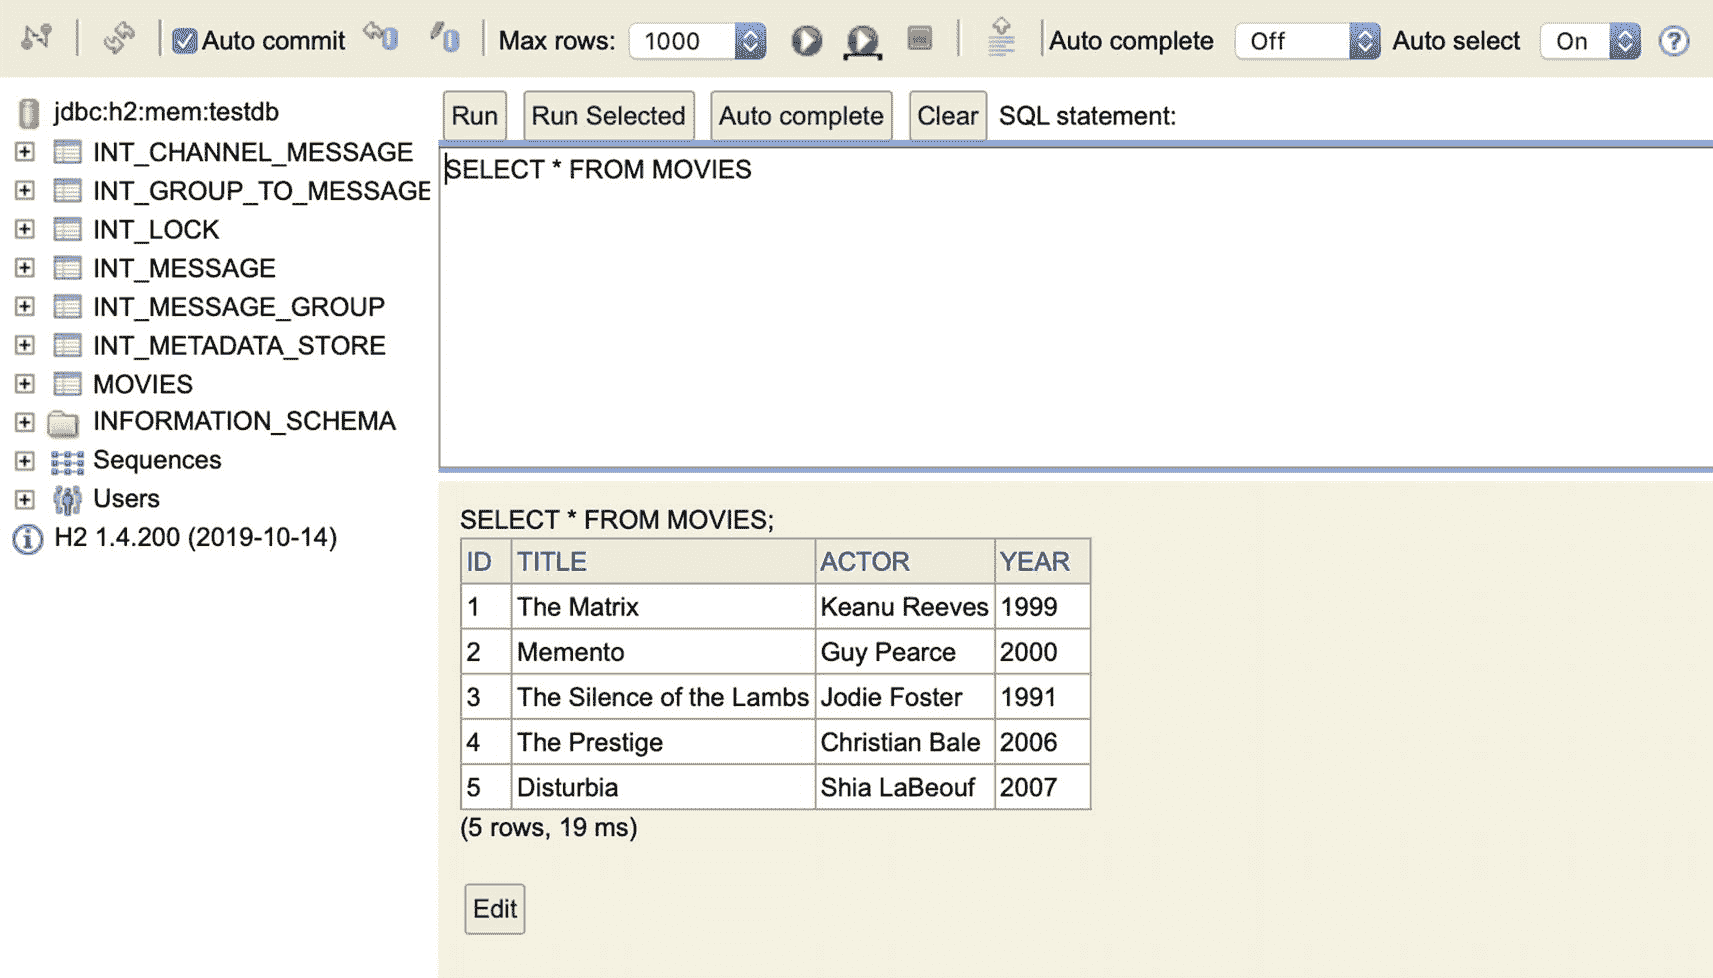 Auto commit Max rows: 1000 Auto complete Off Auto select On ?
jdbc:h2:mem:testdb
INT_CHANNEL_MESSAGE
INT_GROUP_TO_MESSAGE
INT_LOCK
INT_MESSAGE
INT_MESSAGE_GROUP
INT_METADATA_STORE
MOVIES
INFORMATION_SCHEMA
Sequences
Users
H2 1.4.200 (2019-10-14)
Run Run Selected Auto complete Clear SQL statement:
SELECT * FROM MOVIES
SELECT * FROM MOVIES;
ID TITLE ACTOR YEAR
1 The Matrix Keanu Reeves 1999
2 Memento Guy Pearce 2000
3 The Silence of the Lambs Jodie Foster 1991
4 The Prestige Christian Bale 2006
5 Disturbia Shia LaBeouf 2007
(5 rows, 19 ms)
Edit